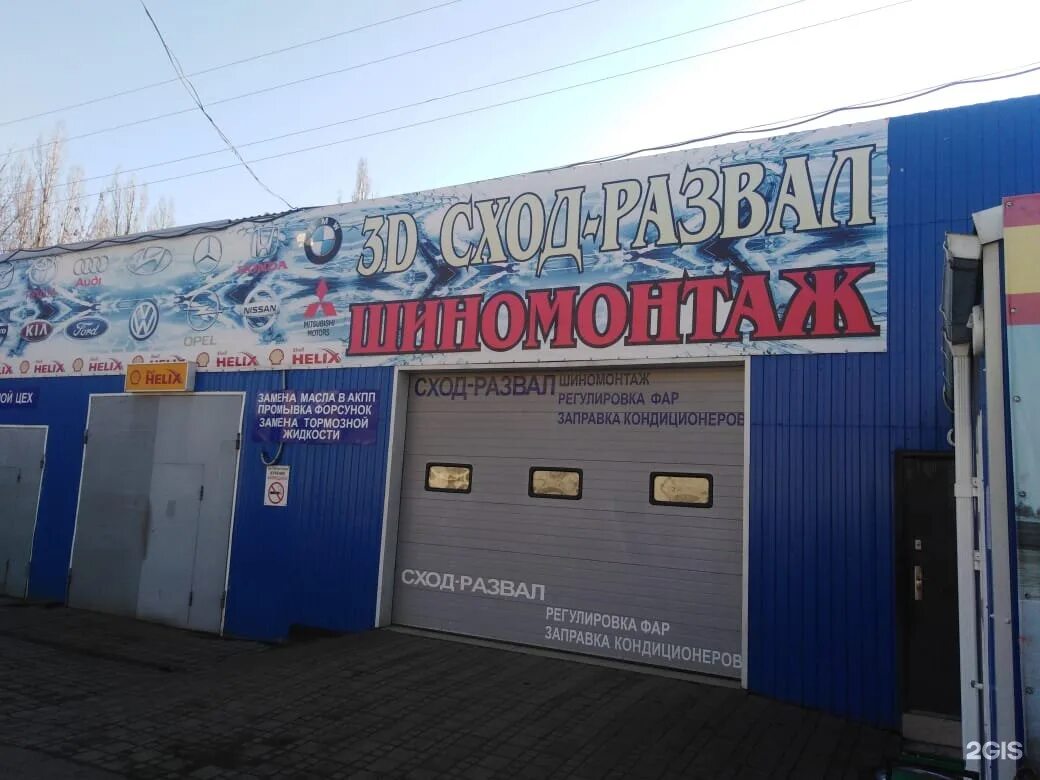 3D СХОД-РАЗВАЛ
ШИНОМОНТАЖ
Audi
HONDA
MITSUBISHI
MOTORS
NISSAN
OPEL
KIA
Ford
HELIX
HELIX
HELIX
HELIX
HELIX
HELIX
ОЙ ЦЕХ
ЗАМЕНА МАСЛА В АКПП
ПРОМЫВКА ФОРСУНОК
ЗАМЕНА ТОРМОЗНОЙ
ЖИДКОСТИ
СХОД-РАЗВАЛ
ШИНОМОНТАЖ
РЕГУЛИРОВКА ФАР
ЗАПРАВКА КОНДИЦИОНЕРОВ
СХОД-РАЗВАЛ
РЕГУЛИРОВКА ФАР
ЗАПРАВКА КОНДИЦИОНЕРОВ
2GIS